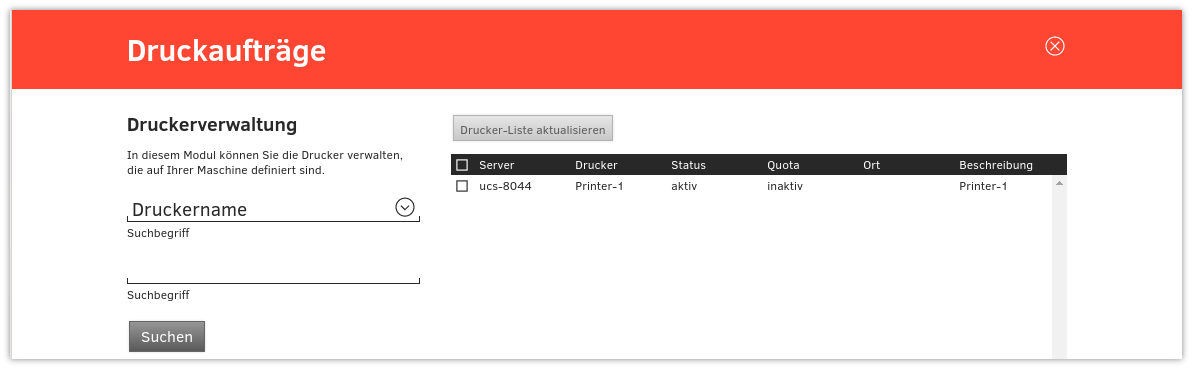 Druckaufträge
Druckerverwaltung
In diesem Modul können Sie die Drucker verwalten,
die auf Ihrer Maschine definiert sind.
Druckername
Suchbegriff
Suchbegriff
Suchen
Drucker-Liste aktualisieren
Server Drucker Status Quota Ort Beschreibung
ucs-8044 Printer-1 aktiv inaktiv Printer-1